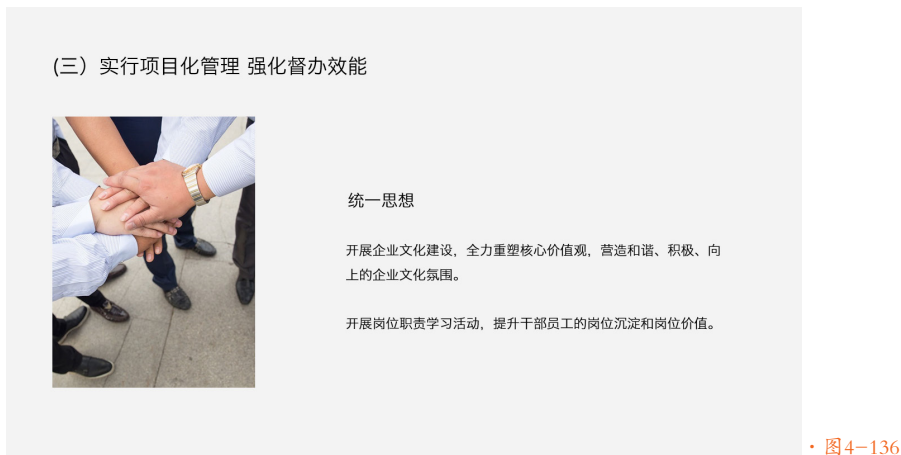 (三）实行项目化管理 强化督办效能
统一思想
开展企业文化建设，全力重塑核心价值观，营造和谐、积极、向
上的企业文化氛围。
开展岗位职责学习活动，提升干部员工的岗位沉淀和岗位价值。
·图4-136